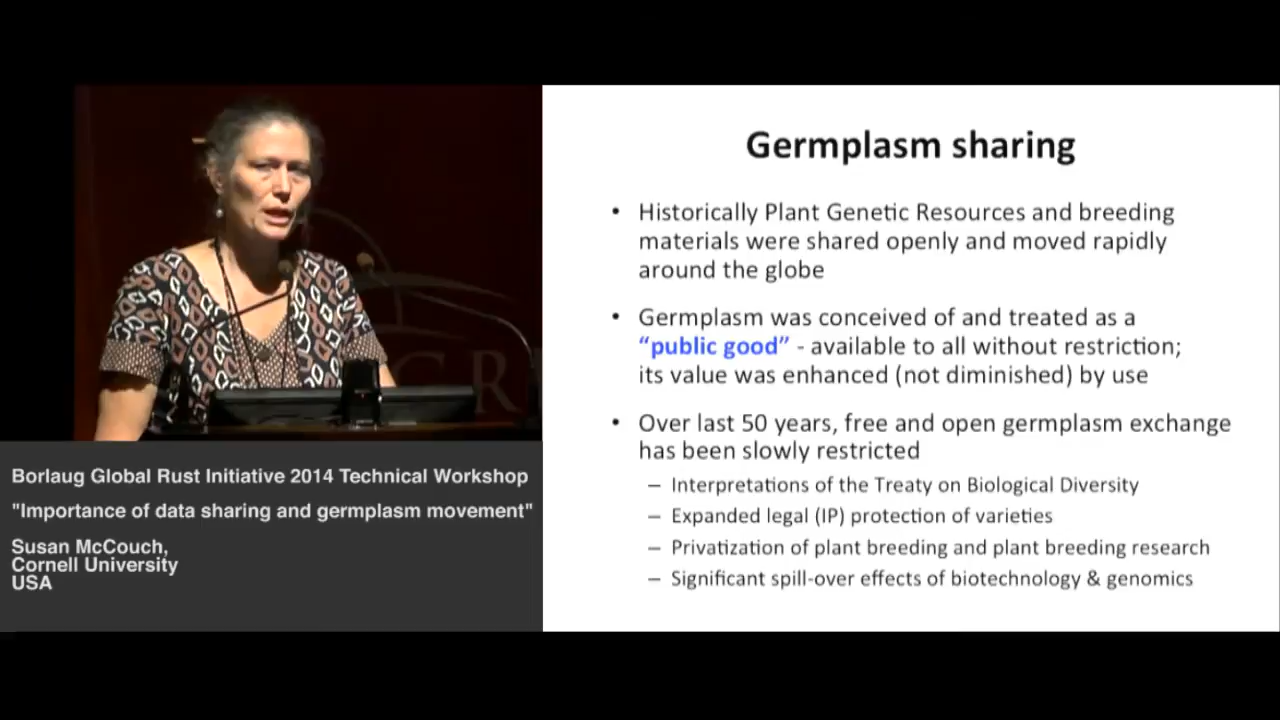 Germplasm sharing
• Historically Plant Genetic Resources and breeding
materials were shared openly and moved rapidly
around the globe
• Germplasm was conceived of and treated as a
“public good” - available to all without restriction;
its value was enhanced (not diminished) by use
• Over last 50 years, free and open germplasm exchange
has been slowly restricted
– Interpretations of the Treaty on Biological Diversity
– Expanded legal (IP) protection of varieties
– Privatization of plant breeding and plant breeding research
– Significant spill-over effects of biotechnology & genomics
Borlaug Global Rust Initiative 2014 Technical Workshop
"Importance of data sharing and germplasm movement"
Susan McCouch,
Cornell University
USA